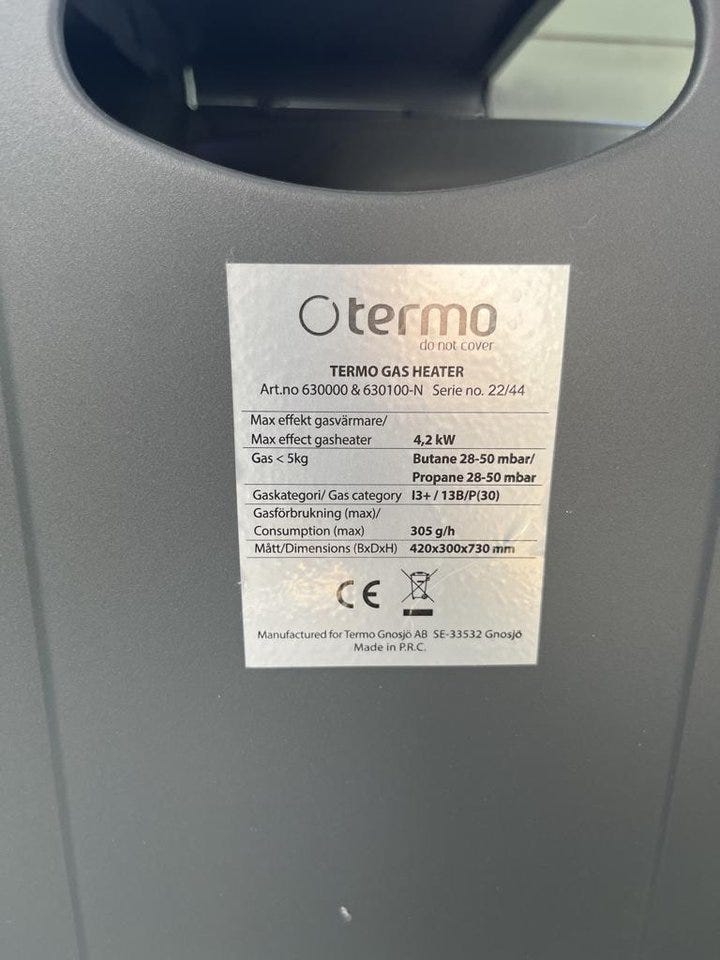 termo
do not cover
TERMO GAS HEATER
Art.no 630000 & 630100-N Serie no. 22/44
Max effekt gasvärmare/
Max effect gasheater 4,2 kW
Gas < 5kg Butane 28-50 mbar/
Propane 28-50 mbar
Gaskategori/ Gas category I3+ / 13B/P(30)
Gasförbrukning (max)/
Consumption (max) 305 g/h
Mått/Dimensions (BxDxH) 420x300x730 mm
CE
Manufactured for Termo Gnosjö AB SE-33532 Gnosjö
Made in P.R.C.